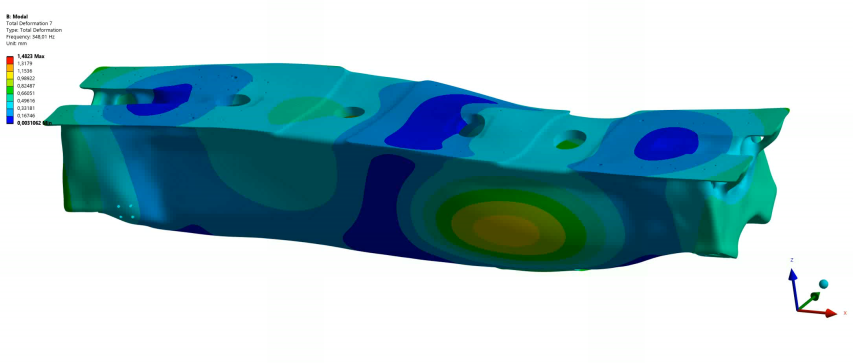 B: Modal
Total Deformation 7
Type: Total Deformation
Frequency: 348,01 Hz
Unit: mm
1,4823 Max
1,3179
1,1536
0,98922
0,82487
0,66051
0,49616
0,33181
0,16746
0,0031062
Z
X